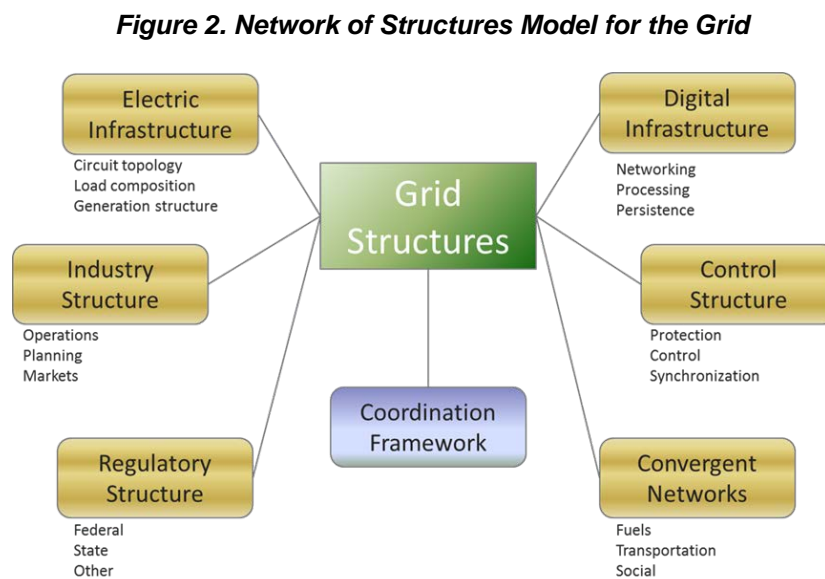 Figure 2. Network of Structures Model for the Grid
Electric
Infrastructure
Circuit topology
Load composition
Generation structure
Digital
Infrastructure
Networking
Processing
Persistence
Grid
Structures
Industry
Structure
Operations
Planning
Markets
Control
Structure
Protection
Control
Synchronization
Coordination
Framework
Regulatory
Structure
Federal
State
Other
Convergent
Networks
Fuels
Transportation
Social